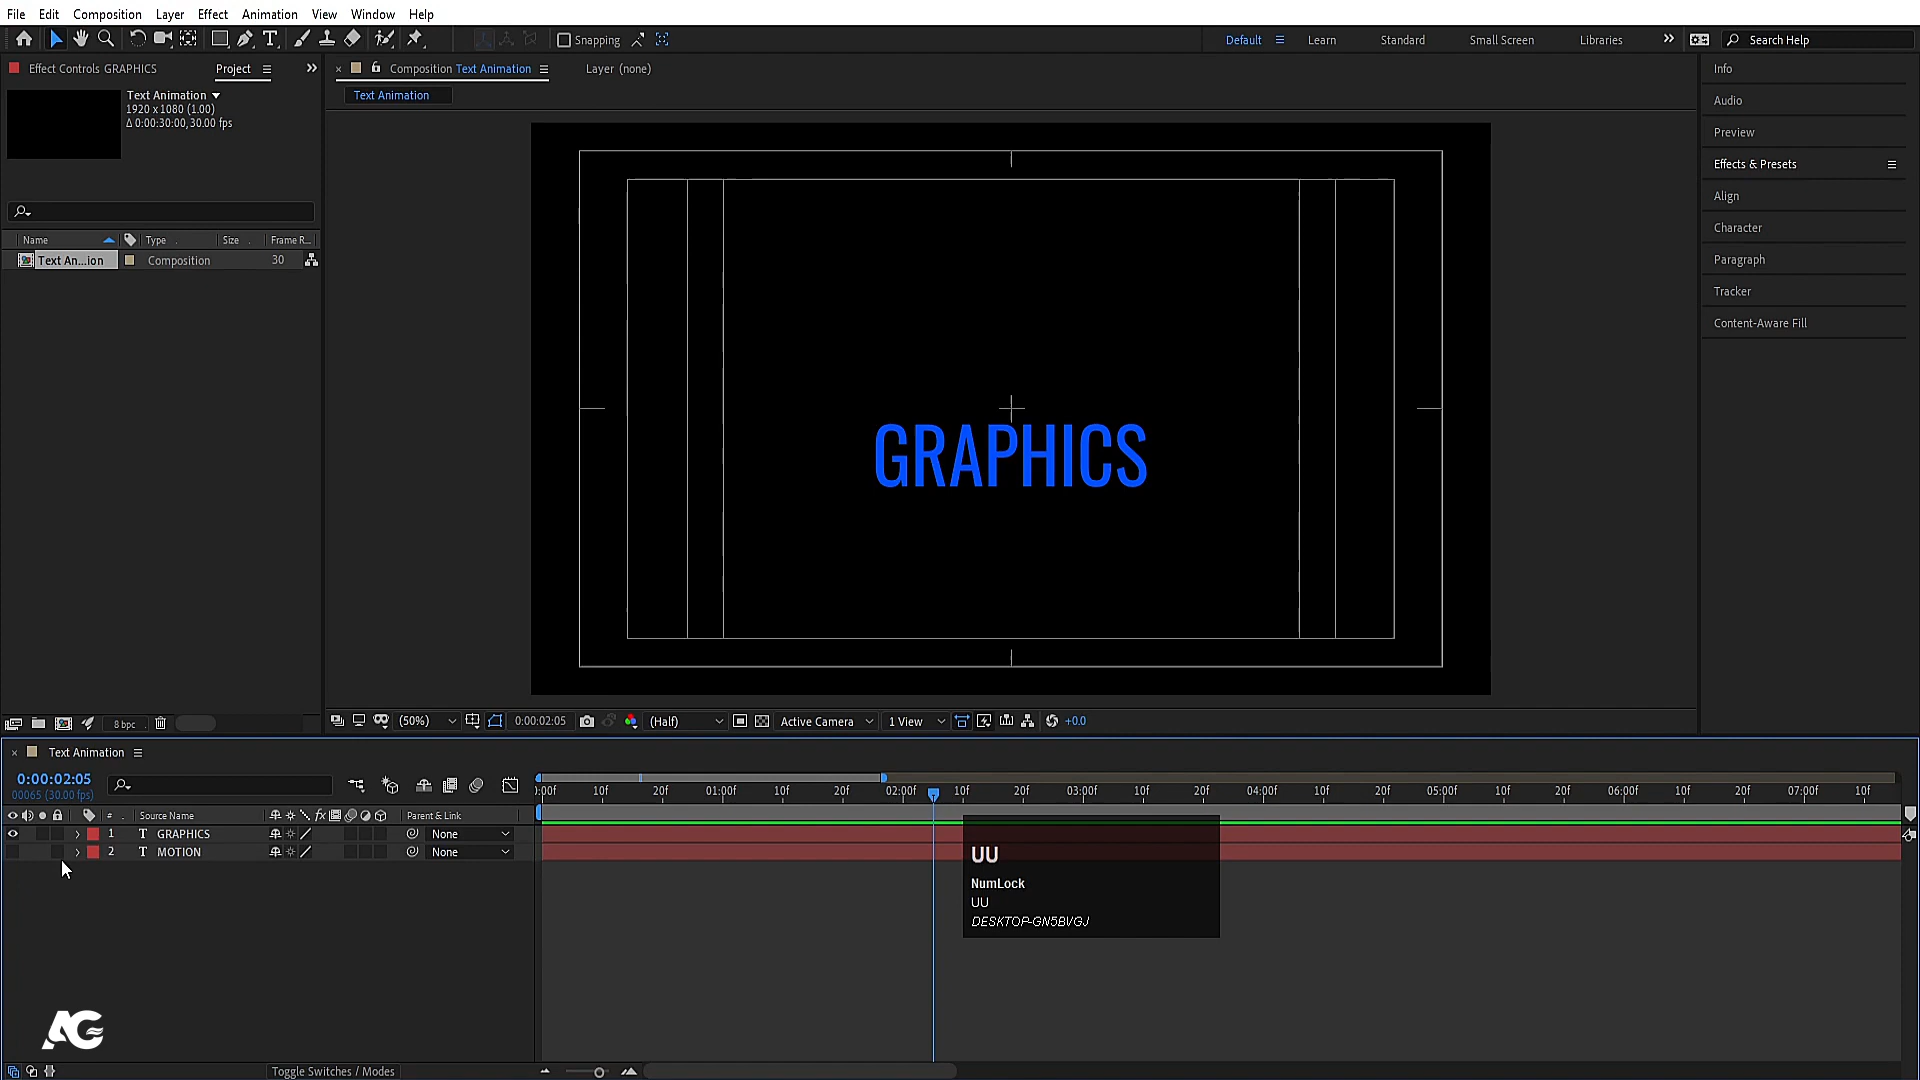 File Edit Composition Layer Effect Animation View Window Help
Snapping Default Learn Standard Small Screen Libraries Search Help
Effect Controls GRAPHICS Project
Composition Text Animation Layer (none)
Text Animation
1920 x 1080 (1.00)
Δ 0:00:30:00, 30.00 fps
Text Animation
Info
Audio
Preview
Effects & Presets
Align
Character
Paragraph
Tracker
Content-Aware Fill
Name Type Size Frame R...
Text An...ion Composition 30
GRAPHICS
8 bpc
(50%) 0:00:02:05 (Half) Active Camera 1 View +0.0
Text Animation
0:00:02:05
00065 (30.00 fps)
):00f 10f 20f 01:00f 10f 20f 02:00f 10f 20f 03:00f 10f 20f 04:00f 10f 20f 05:00f 10f 20f 06:00f 10f 20f 07:00f 10f
# Source Name fx Parent & Link
1 T GRAPHICS None
2 T MOTION None
UU
NumLock
UU
DESKTOP-GN5BVGJ
AG
Toggle Switches / Modes